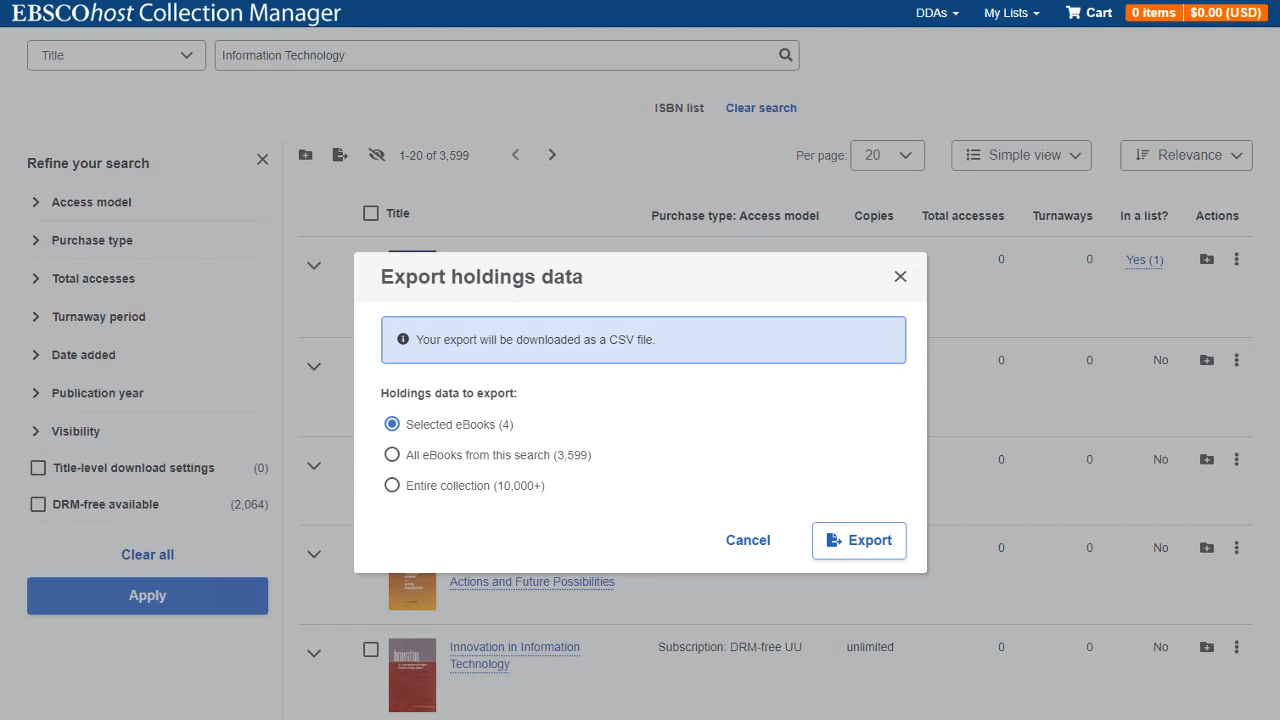 EBSCOhost Collection Manager
DDAs
My Lists
Cart
0 items
$0.00 (USD)
Title
Information Technology
ISBN list
Clear search
Refine your search
1-20 of 3,599
Per page:
20
Simple view
Relevance
Access model
Purchase type
Total accesses
Turnaway period
Date added
Publication year
Visibility
Title-level download settings (0)
DRM-free available (2,064)
Clear all
Apply
Title
Purchase type: Access model
Copies
Total accesses
Turnaways
In a list?
Actions
0
0
Yes (1)
0
0
No
0
0
No
0
0
No
Export holdings data
Your export will be downloaded as a CSV file.
Holdings data to export:
Selected eBooks (4)
All eBooks from this search (3,599)
Entire collection (10,000+)
Cancel
Export
Actions and Future Possibilities
Innovation
Innovation in Information
Technology
Subscription: DRM-free UU
unlimited
0
0
No